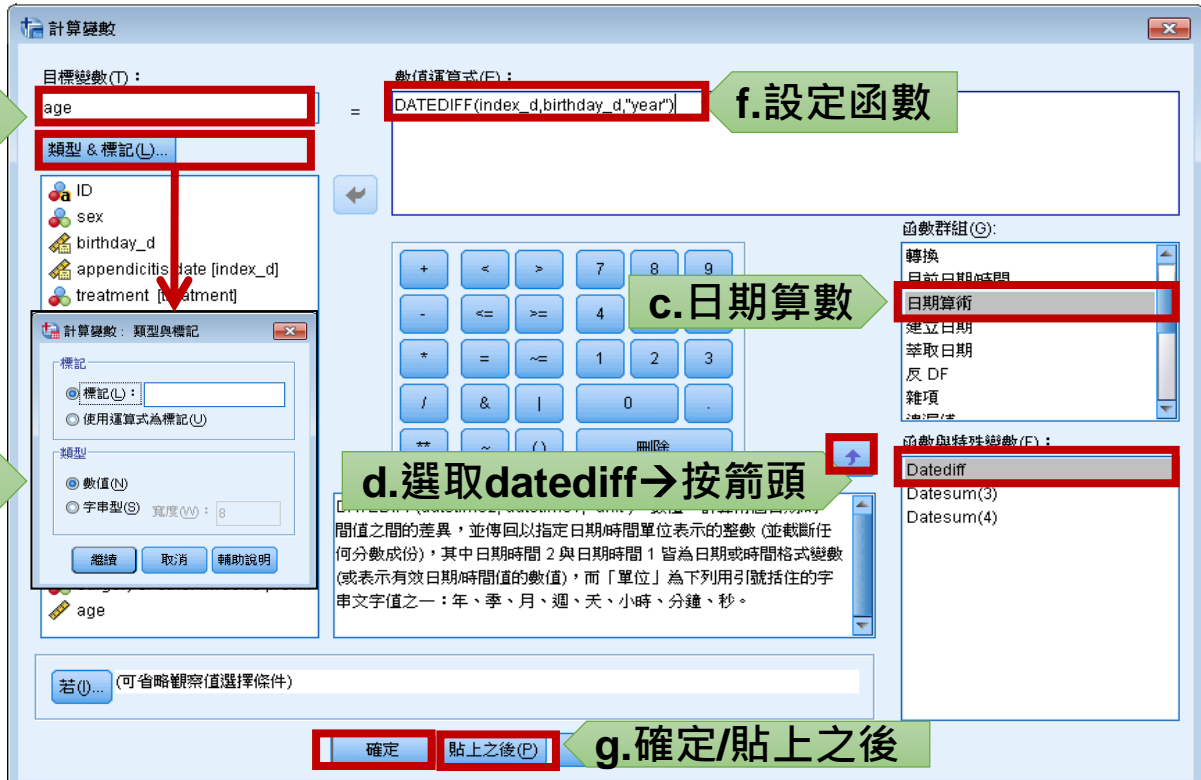 計算變數
目標變數(T)：
age
=
數值運算式(E)：
DATEDIFF(index_d,birthday_d,"year")
f.設定函數
類型 & 標記(L)...
ID
sex
birthday_d
appendicitis date [index_d]
treatment
計算變數： 類型與標記
標記
標記(L)：
使用運算式為標記(U)
類型
數值(N)
字串型(S) 寬度(W)： 8
繼續 取消 輔助說明
age
+ < > 7 8 9
- <= >= 4
* = ~= 1 2 3
/ & | 0 .
** ~ () 刪除
函數群組(G):
轉換
目前日期/時間
日期算術
建立日期
萃取日期
反 DF
雜項
c.日期算數
函數與特殊變數(F)：
Datediff
Datesum(3)
Datesum(4)
d.選取datediff→按箭頭
間值之間的差異，並傳回以指定日期/時間單位表示的整數 (並截斷任
何分數成份)，其中日期時間 2 與日期時間 1 皆為日期或時間格式變數
(或表示有效日期/時間值的數值)，而「單位」為下列用引號括住的字
串文字值之一：年、季、月、週、天、小時、分鐘、秒。
若(I)... (可省略觀察值選擇條件)
確定 貼上之後(P)
g.確定/貼上之後